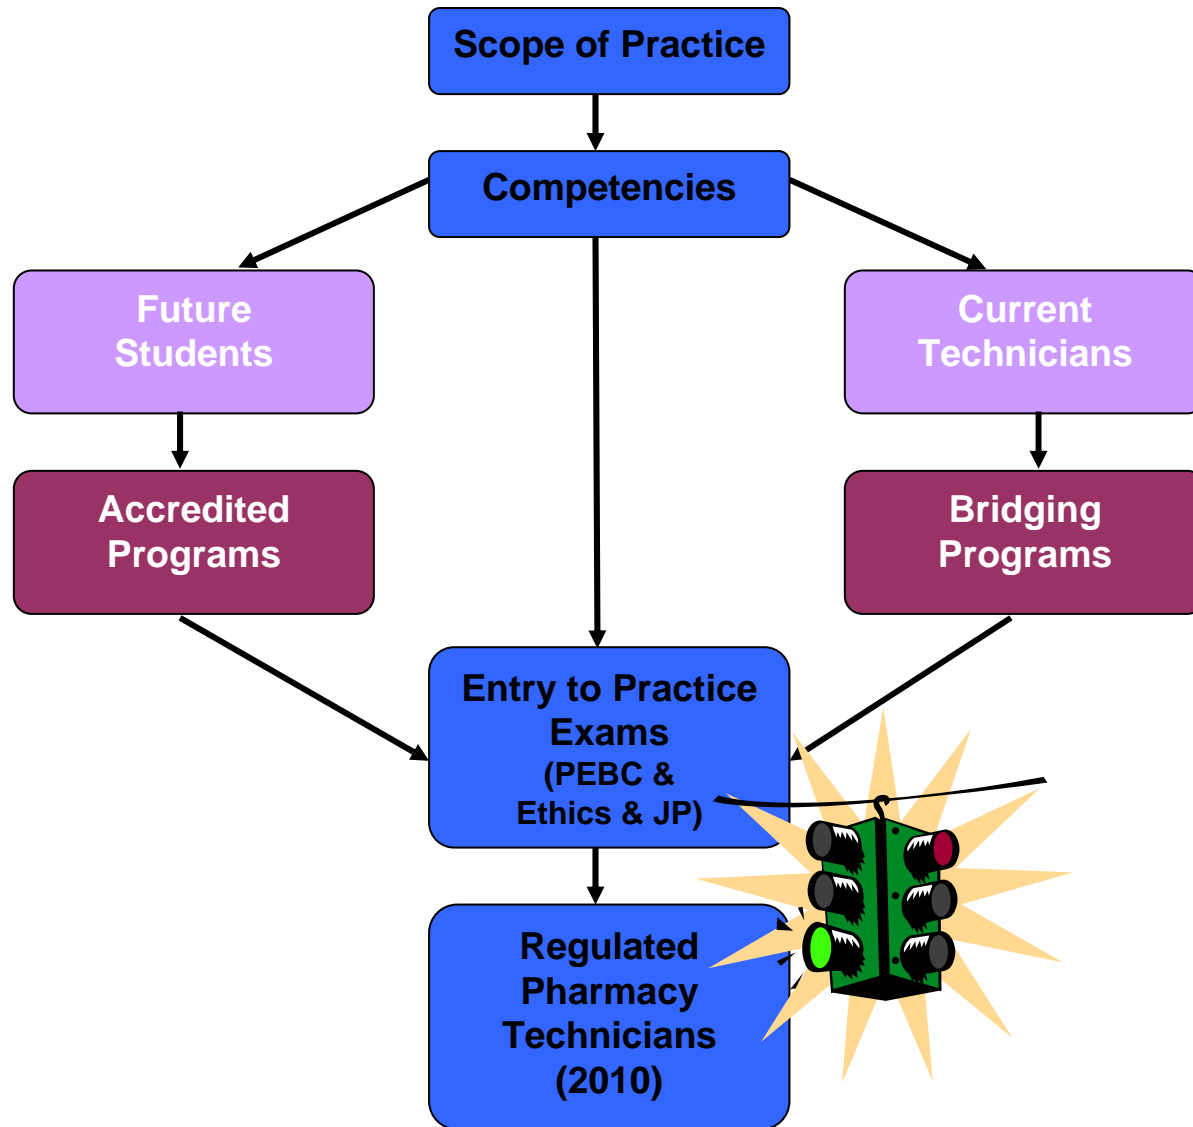 Scope of Practice
Competencies
Future
Students
Current
Technicians
Accredited
Programs
Bridging
Programs
Entry to Practice
Exams
(PEBC &
Ethics & JP)
Regulated
Pharmacy
Technicians
(2010)